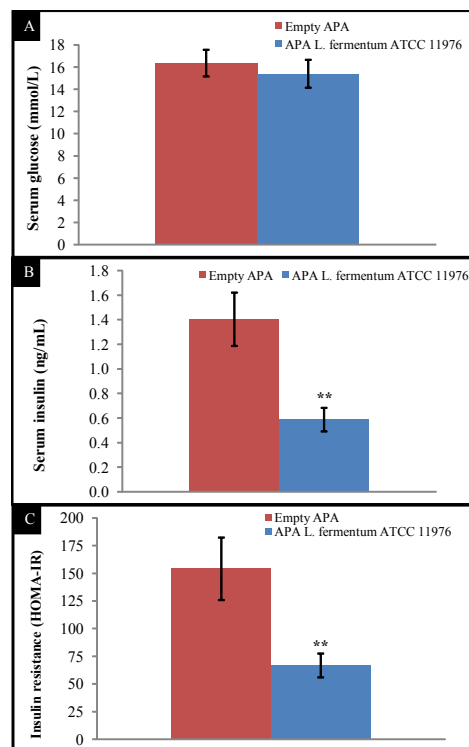 A
Empty APA
APA L. fermentum ATCC 11976
Serum glucose (mmol/L)
18
16
14
12
10
8
6
4
2
0
B
Empty APA APA L. fermentum ATCC 11976
Serum insulin (ng/mL)
1.8
1.6
1.4
1.2
1.0
0.8
0.6
0.4
0.2
0.0
**
C
Empty APA
APA L. fermentum ATCC 11976
Insulin resistance (HOMA-IR)
200
175
150
125
100
75
50
25
0
**